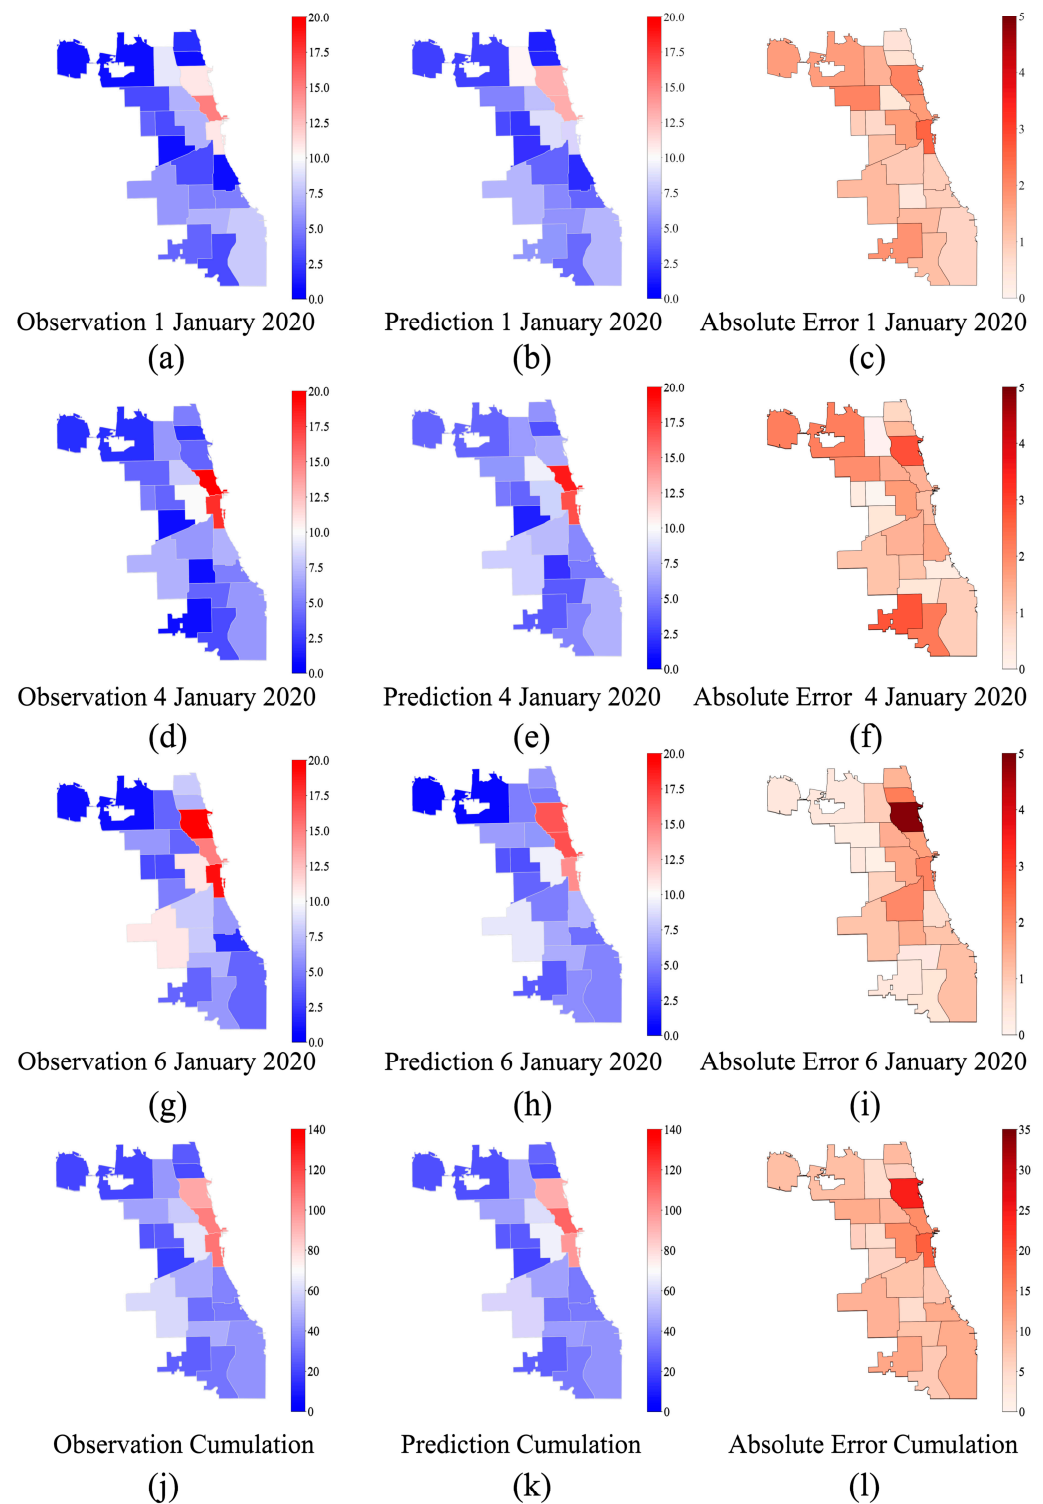 20.0 20.0 5
17.5 17.5
4
15.0 15.0
12.5 12.5 3
10.0 10.0
7.5 7.5 2
5.0 5.0
1
2.5 2.5
0.0 0.0 0
Observation 1 January 2020 Prediction 1 January 2020 Absolute Error 1 January 2020
(a) (b) (c)
20.0 20.0 5
17.5 17.5
4
15.0 15.0
12.5 12.5 3
10.0 10.0
7.5 7.5 2
5.0 5.0
1
2.5 2.5
0.0 0.0 0
Observation 4 January 2020 Prediction 4 January 2020 Absolute Error 4 January 2020
(d) (e) (f)
20.0 20.0 5
17.5 17.5
4
15.0 15.0
12.5 12.5 3
10.0 10.0
7.5 7.5 2
5.0 5.0
1
2.5 2.5
0.0 0.0 0
Observation 6 January 2020 Prediction 6 January 2020 Absolute Error 6 January 2020
(g) (h) (i)
140 140 35
120 120 30
100 100 25
80 80 20
60 60 15
40 40 10
20 20 5
0 0 0
Observation Cumulation Prediction Cumulation Absolute Error Cumulation
(j) (k) (l)